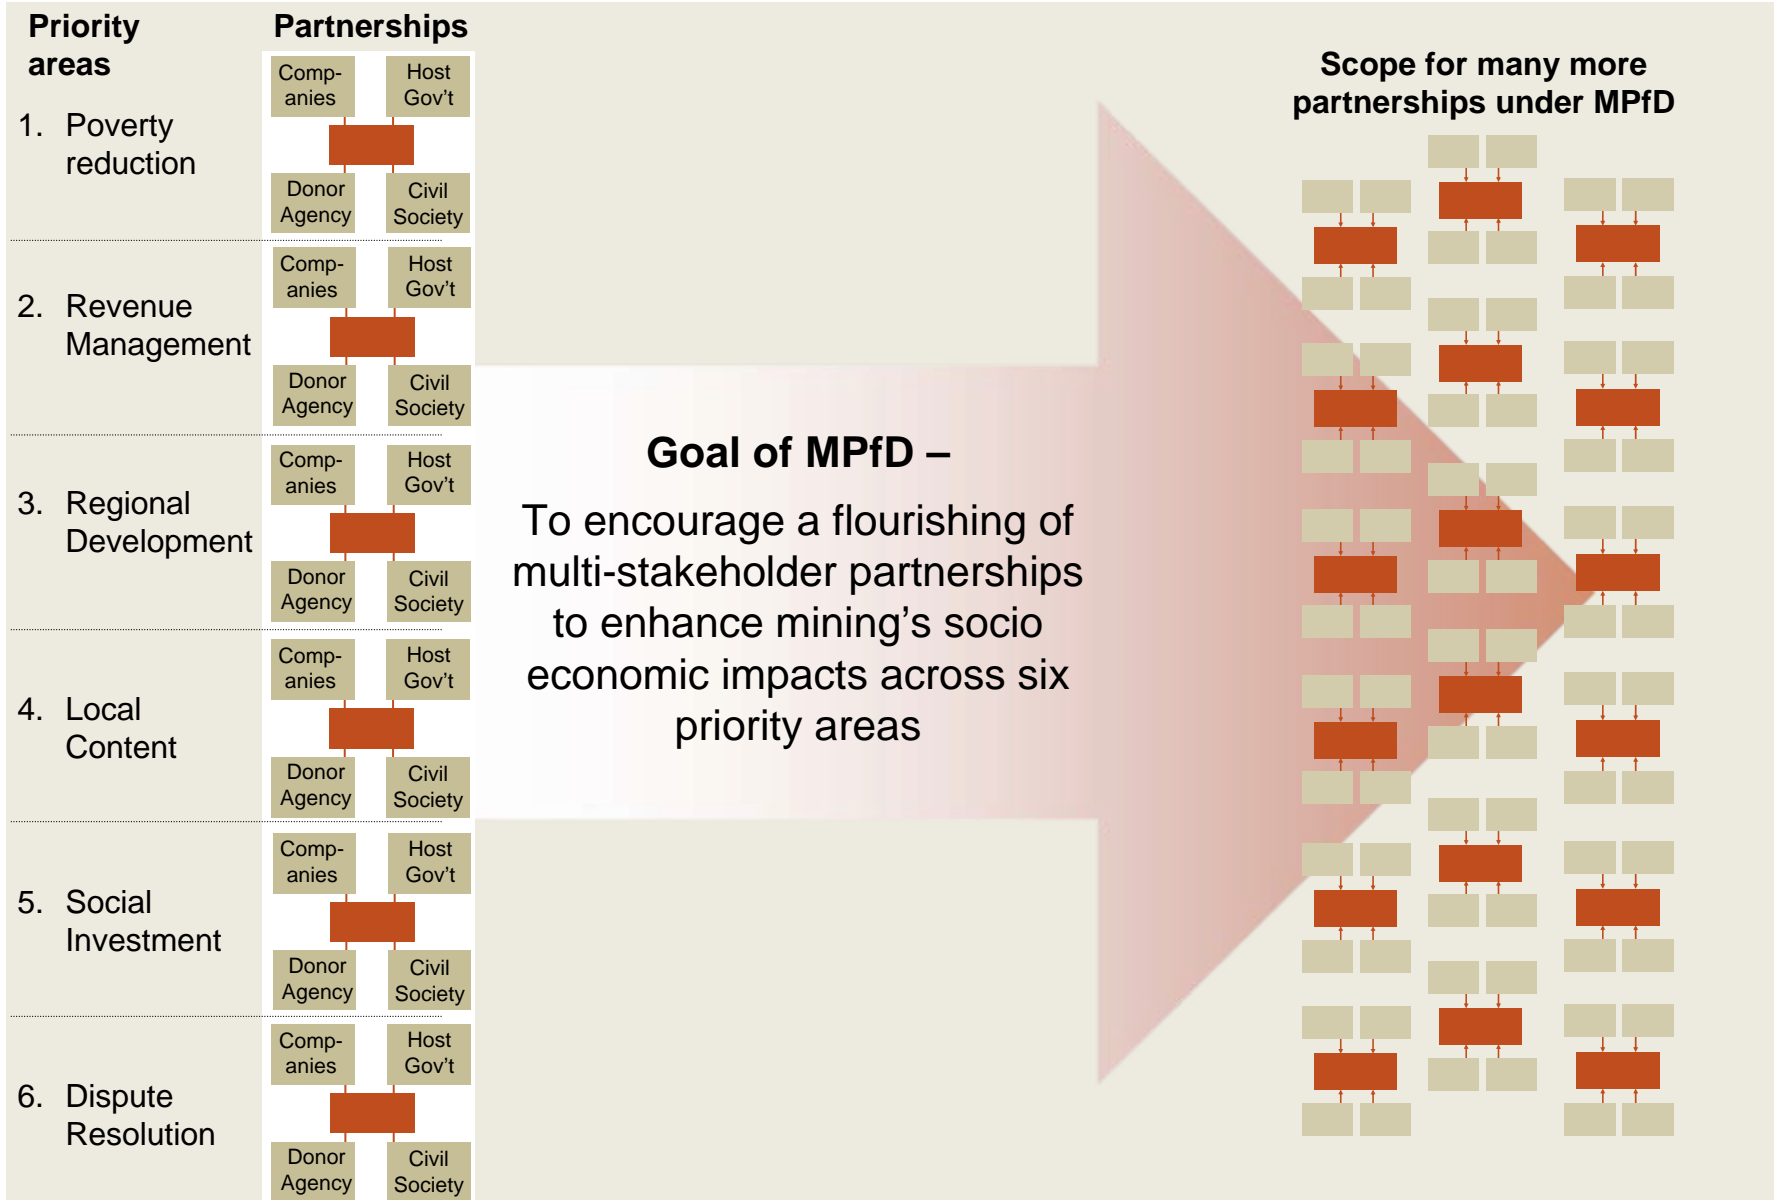 Priority
areas
Partnerships
Scope for many more
partnerships under MPfD
1. Poverty
reduction
Comp-
anies
Host
Gov't
Donor
Agency
Civil
Society
2. Revenue
Management
Comp-
anies
Host
Gov't
Donor
Agency
Civil
Society
3. Regional
Development
Comp-
anies
Host
Gov't
Donor
Agency
Civil
Society
4. Local
Content
Comp-
anies
Host
Gov't
Donor
Agency
Civil
Society
5. Social
Investment
Comp-
anies
Host
Gov't
Donor
Agency
Civil
Society
6. Dispute
Resolution
Comp-
anies
Host
Gov't
Donor
Agency
Civil
Society
Goal of MPfD –
To encourage a flourishing of
multi-stakeholder partnerships
to enhance mining’s socio
economic impacts across six
priority areas